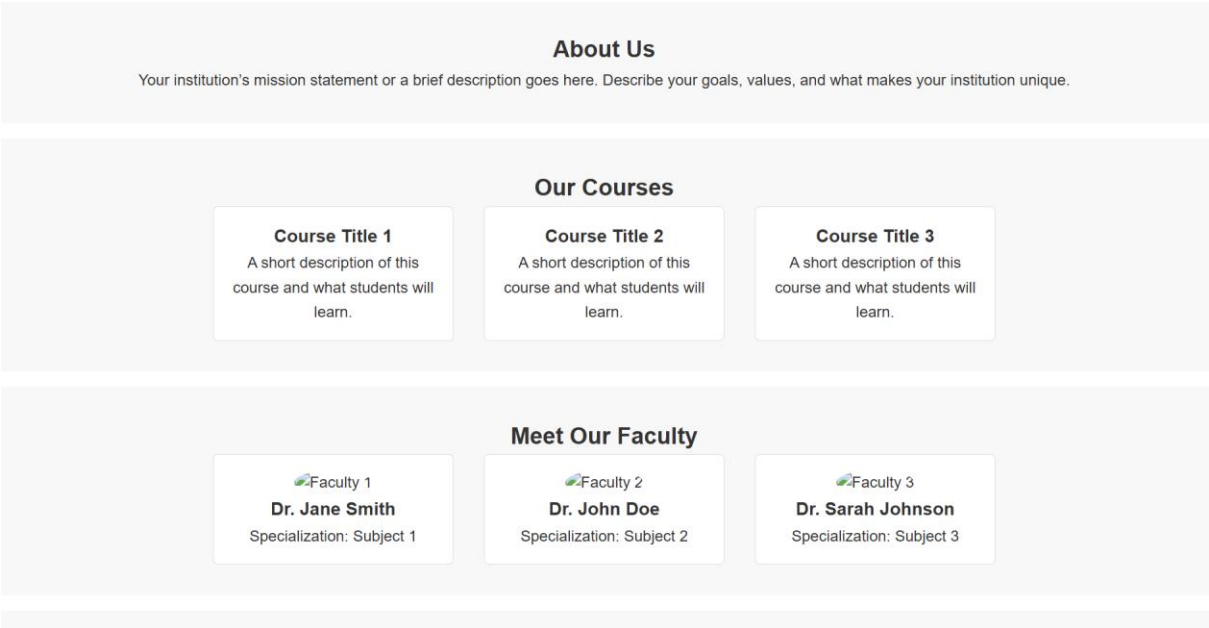 About Us
Your institution’s mission statement or a brief description goes here. Describe your goals, values, and what makes your institution unique.
Our Courses
Course Title 1
A short description of this
course and what students will
learn.
Course Title 2
A short description of this
course and what students will
learn.
Course Title 3
A short description of this
course and what students will
learn.
Meet Our Faculty
Faculty 1
Dr. Jane Smith
Specialization: Subject 1
Faculty 2
Dr. John Doe
Specialization: Subject 2
Faculty 3
Dr. Sarah Johnson
Specialization: Subject 3